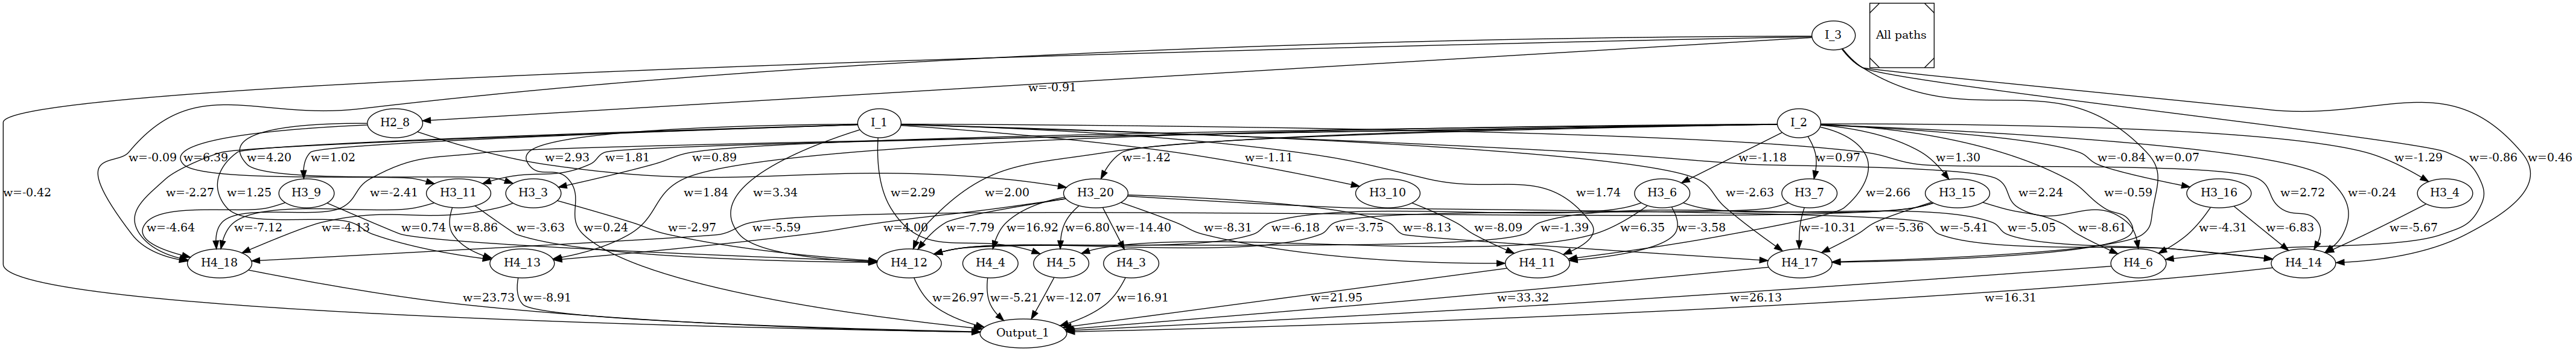 I_3
All paths
w=-0.91
H2_8
I_1
I_2
w=-0.09
w=6.39
w=4.20
w=1.02
w=2.93
w=1.81
w=0.89
w=-1.42
w=-1.11
w=-1.18
w=0.97
w=1.30
w=-0.84
w=0.07
w=-1.29
w=-0.86
w=0.46
w=-0.42
w=-2.27
w=1.25
H3_9
w=-2.41
H3_11
H3_3
w=1.84
w=3.34
w=2.29
w=2.00
H3_20
H3_10
w=1.74
H3_6
w=-2.63
H3_7
w=2.66
H3_15
w=2.24
w=-0.59
H3_16
w=2.72
w=-0.24
H3_4
w=-4.64
w=-7.12
w=-4.13
w=0.74
w=8.86
w=-3.63
w=-2.97
w=0.24
w=-5.59
w=4.00
w=-7.79
w=16.92
w=6.80
w=-14.40
w=-8.31
w=-6.18
w=-3.75
w=-8.13
w=-8.09
w=-1.39
w=6.35
w=-3.58
w=-10.31
w=-5.36
w=-5.41
w=-5.05
w=-8.61
w=-4.31
w=-6.83
w=-5.67
H4_18
H4_13
H4_12
H4_4
H4_5
H4_3
H4_11
H4_17
H4_6
H4_14
w=23.73
w=-8.91
w=26.97
w=-5.21
w=-12.07
w=16.91
w=21.95
w=33.32
w=26.13
w=16.31
Output_1